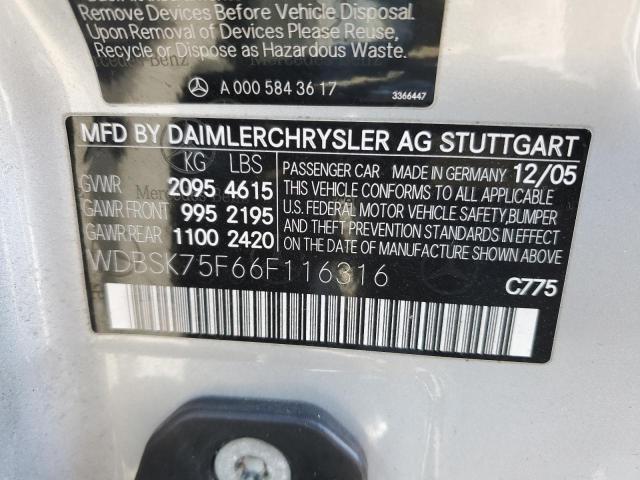 Remove Devices Before Vehicle Disposal.
Upon Removal of Devices Please Reuse,
Recycle or Dispose as Hazardous Waste.
A 000 584 36 17
3366447
MFD BY DAIMLERCHRYSLER AG STUTTGART
KG LBS
PASSENGER CAR MADE IN GERMANY 12/05
GVWR 2095 4615
GAWR FRONT 995 2195
GAWR REAR 1100 2420
THIS VEHICLE CONFORMS TO ALL APPLICABLE
U.S. FEDERAL MOTOR VEHICLE SAFETY, BUMPER
AND THEFT PREVENTION STANDARDS IN EFFECT
ON THE DATE OF MANUFACTURE SHOWN ABOVE
WDBSK75F66F116316
C775